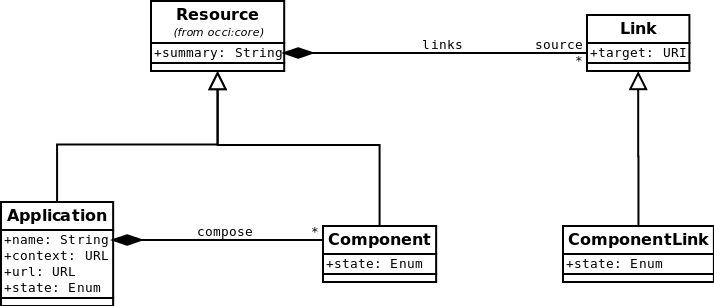 Resource
(from occi:core)
+summary: String
links
source
*
Link
+target: URI
Application
+name: String
+context: URL
+url: URL
+state: Enum
compose
*
Component
+state: Enum
ComponentLink
+state: Enum